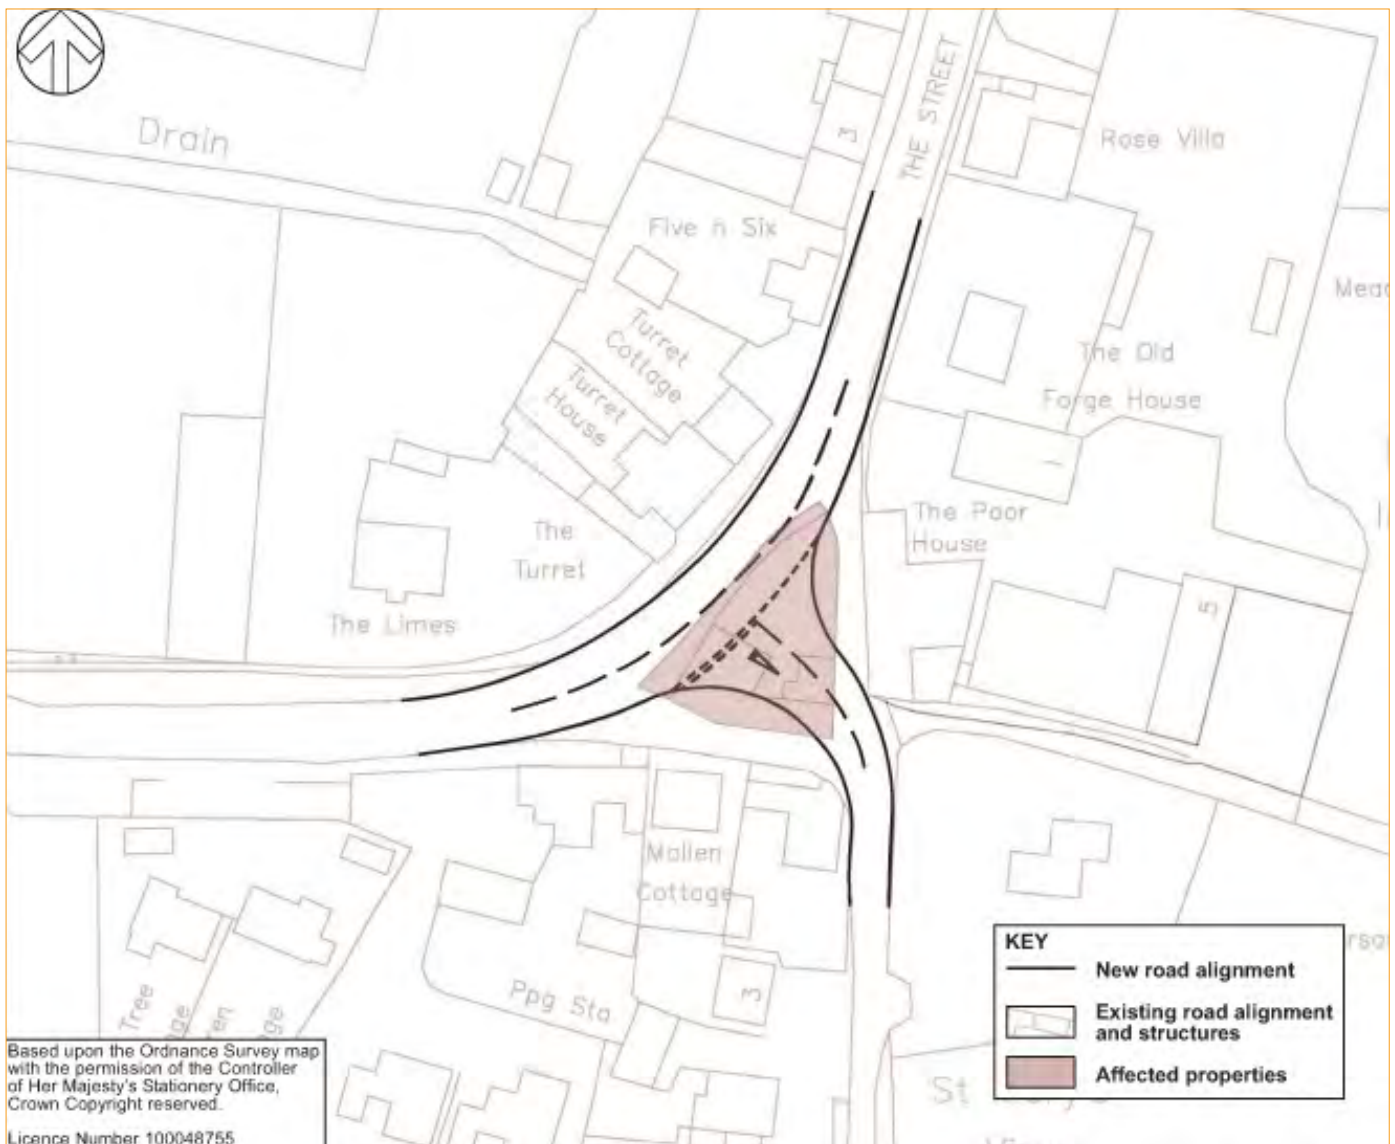 Drain
THE STREET
3
Rose Villa
Five n Six
Turret
Cottage
The Old
Forge House
Turret
House
1
The Poor
House
The
Turret
5
The Limes
Mollen
Cottage
3
Ppg Sta
Tree
KEY
New road alignment
Existing road alignment
and structures
Affected properties
St
Based upon the Ordnance Survey map
with the permission of the Controller
of Her Majesty's Stationery Office,
Crown Copyright reserved.
Licence Number 100048755